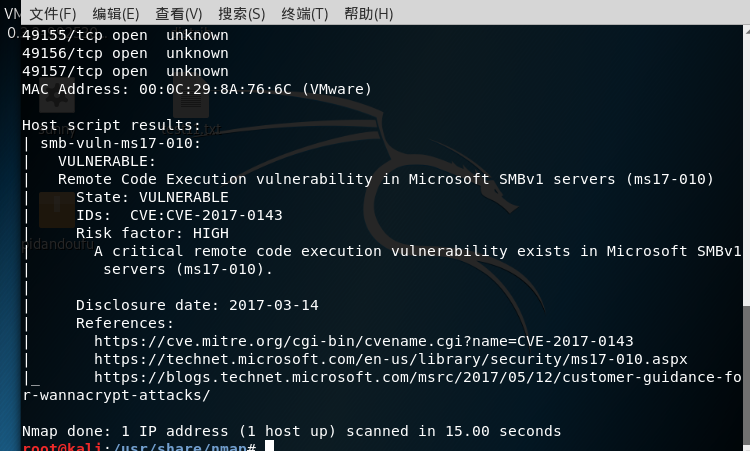 VM
文件(F) 编辑(E) 查看(V) 搜索(S) 终端(T) 帮助(H)
0.
49155/tcp open  unknown
49156/tcp open  unknown
49157/tcp open  unknown
MAC Address: 00:0C:29:8A:76:6C (VMware)
Host script results:
| smb-vuln-ms17-010:
|   VULNERABLE:
|   Remote Code Execution vulnerability in Microsoft SMBv1 servers (ms17-010)
|     State: VULNERABLE
|     IDs:  CVE:CVE-2017-0143
|     Risk factor: HIGH
|       A critical remote code execution vulnerability exists in Microsoft SMBv1
|        servers (ms17-010).
|
|     Disclosure date: 2017-03-14
|     References:
|       https://cve.mitre.org/cgi-bin/cvename.cgi?name=CVE-2017-0143
|       https://technet.microsoft.com/en-us/library/security/ms17-010.aspx
|_      https://blogs.technet.microsoft.com/msrc/2017/05/12/customer-guidance-fo
r-wannacrypt-attacks/
Nmap done: 1 IP address (1 host up) scanned in 15.00 seconds
root@kali:/usr/share/nmap#